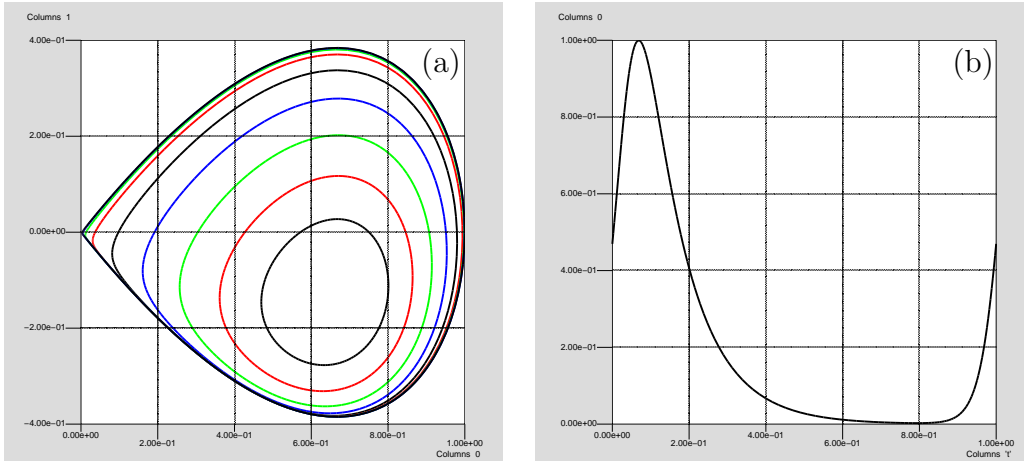 Columns 1
4.00e−01
2.00e−01
0.00e+00
−2.00e−01
−4.00e−01
0.00e+00
2.00e−01
4.00e−01
6.00e−01
8.00e−01
1.00e+00
Columns 0
(a)
Columns 0
1.00e+00
8.00e−01
6.00e−01
4.00e−01
2.00e−01
0.00e+00
0.00e+00
2.00e−01
4.00e−01
6.00e−01
8.00e−01
1.00e+00
Columns 't'
(b)